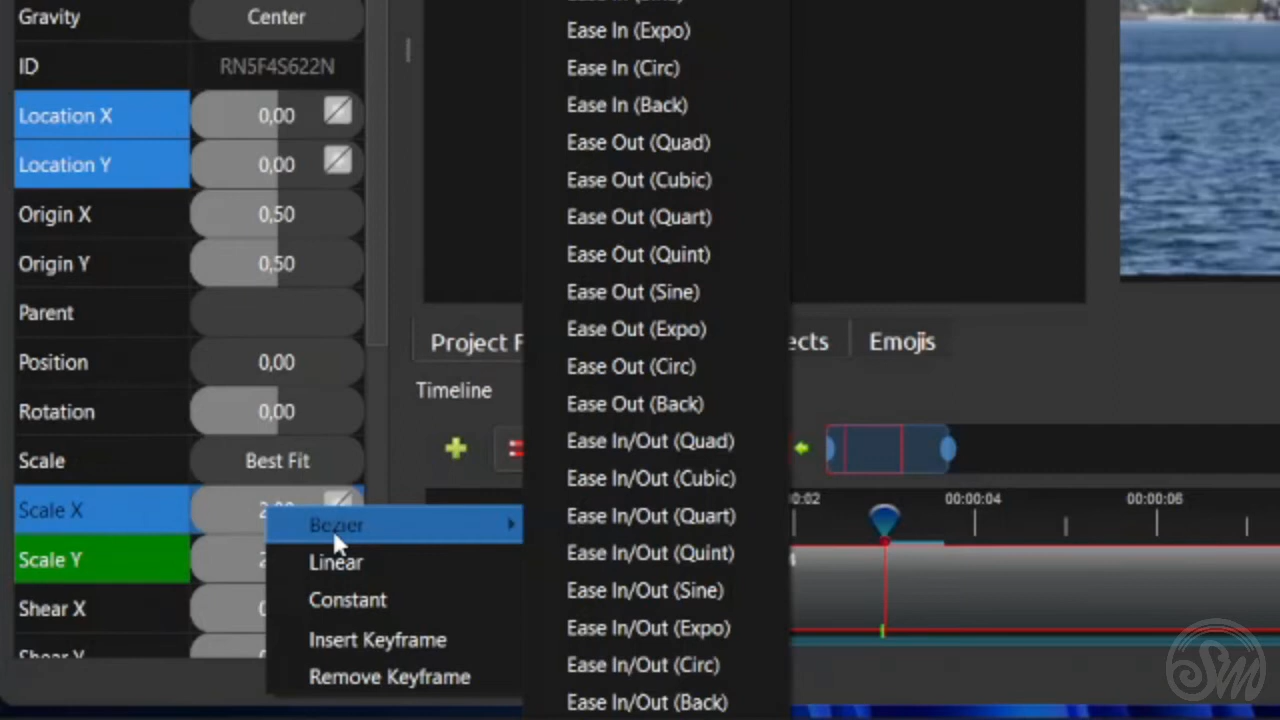 Gravity
Center
ID
RN5F4S622N
Location X
0,00
Location Y
0,00
Origin X
0,50
Origin Y
0,50
Parent
Position
0,00
Rotation
0,00
Scale
Best Fit
Scale X
Scale Y
Shear X
Shear Y
Bezier
Linear
Constant
Insert Keyframe
Remove Keyframe
Ease In (Expo)
Ease In (Circ)
Ease In (Back)
Ease Out (Quad)
Ease Out (Cubic)
Ease Out (Quart)
Ease Out (Quint)
Ease Out (Sine)
Ease Out (Expo)
Ease Out (Circ)
Ease Out (Back)
Ease In/Out (Quad)
Ease In/Out (Cubic)
Ease In/Out (Quart)
Ease In/Out (Quint)
Ease In/Out (Sine)
Ease In/Out (Expo)
Ease In/Out (Circ)
Ease In/Out (Back)
Project F
ects
Emojis
Timeline
0:02
00:00:04
00:00:06
SM